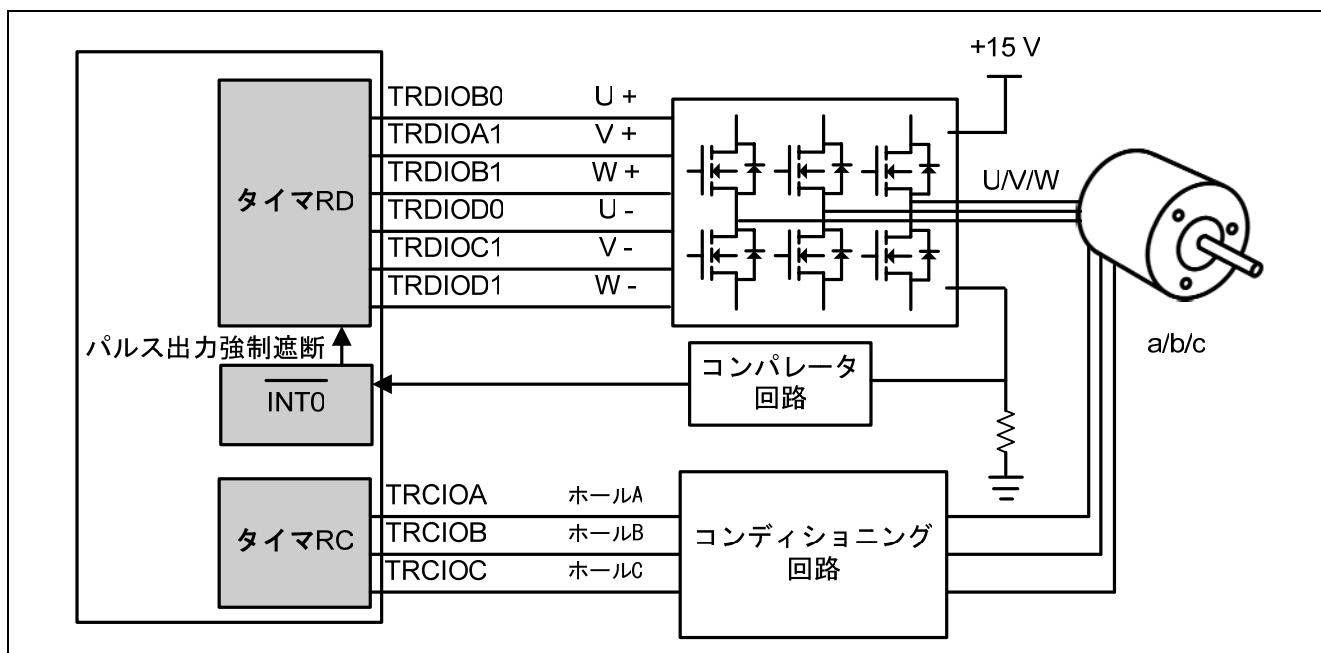 +15 V
TRDIOB0 U +
TRDIOA1 V +
TRDIOB1 W +
タイマRD
TRDIOD0 U -
TRDIOC1 V -
TRDIOD1 W -
U/V/W
a/b/c
パルス出力強制遮断
INT0
コンパレータ
回路
TRCIOA ホールA
TRCIOB ホールB
タイマRC
TRCIOC ホールC
コンディショニング
回路